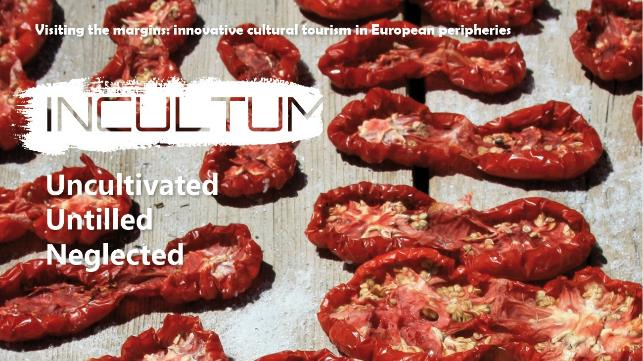 Visiting the margins: innovative cultural tourism in European peripheries
INCULTUM
Uncultivated
Untilled
Neglected